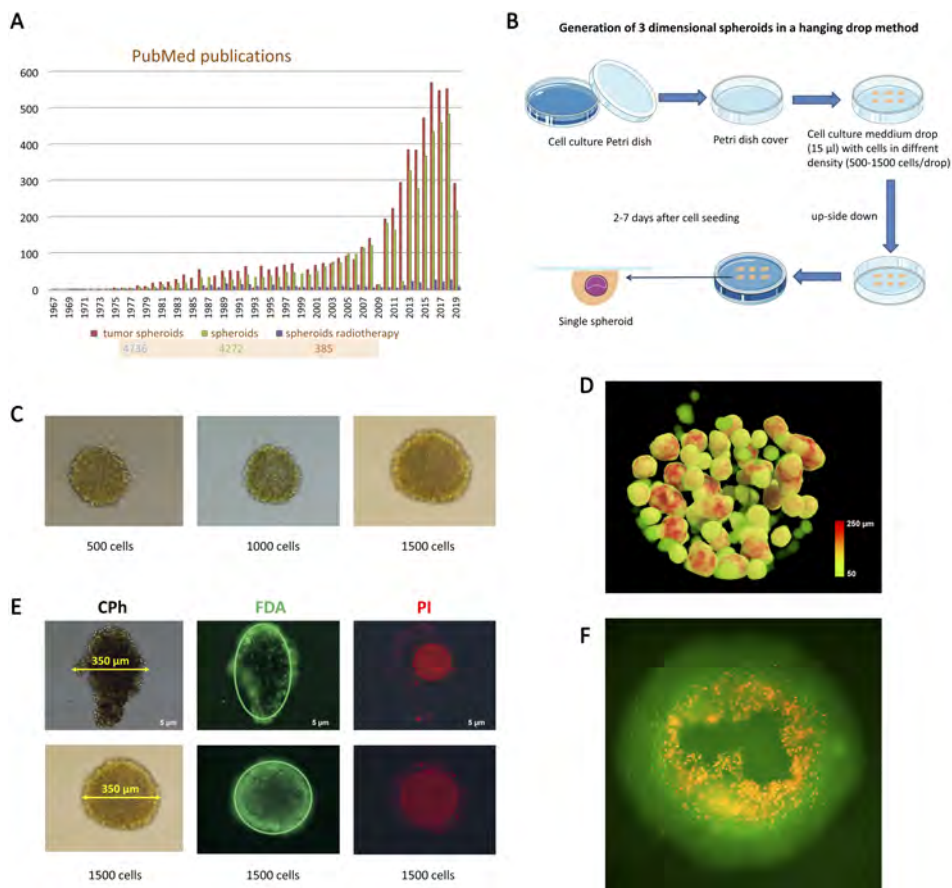 A
PubMed publications
600
500
400
300
200
100
0
1967
1969
1971
1973
1975
1977
1979
1981
1983
1985
1987
1989
1991
1993
1995
1997
1999
2001
2003
2005
2007
2009
2011
2013
2015
2017
2019
tumor spheroids
spheroids
spheroids radiotherapy
4736
4272
385
B
Generation of 3 dimensional spheroids in a hanging drop method
Cell culture Petri dish
Petri dish cover
Cell culture meddium drop
(15 µl) with cells in diffrent
density (500-1500 cells/drop)
2-7 days after cell seeding
up-side down
Single spheroid
C
500 cells
1000 cells
1500 cells
D
250 µm
50
E
CPh
FDA
PI
350 µm
5 µm
5 µm
5 µm
350 µm
1500 cells
1500 cells
1500 cells
F